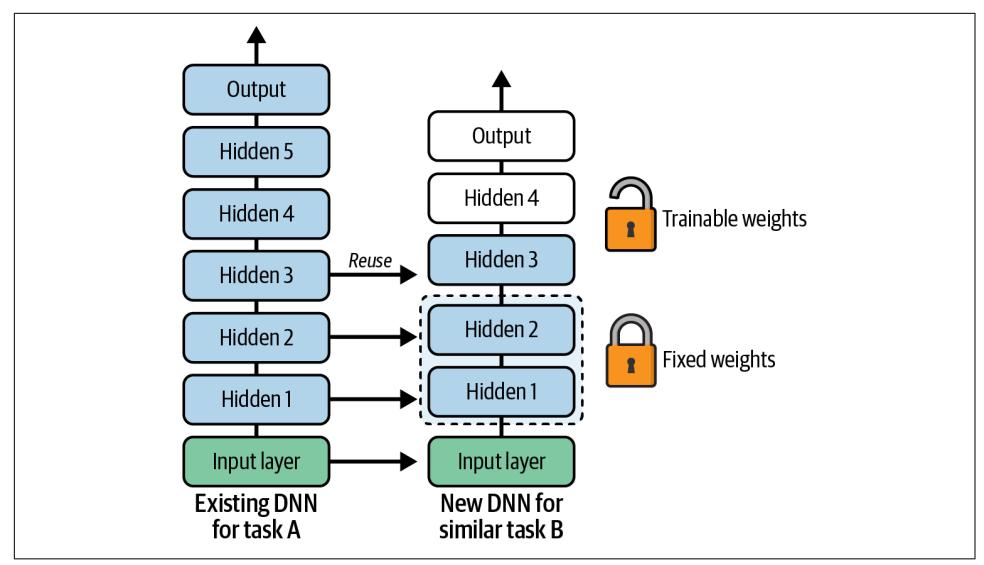 Output
Hidden 5
Hidden 4
Hidden 3
Hidden 2
Hidden 1
Input layer
Existing DNN
for task A
Reuse
Output
Hidden 4
Hidden 3
Hidden 2
Hidden 1
Input layer
New DNN for
similar task B
Trainable weights
Fixed weights